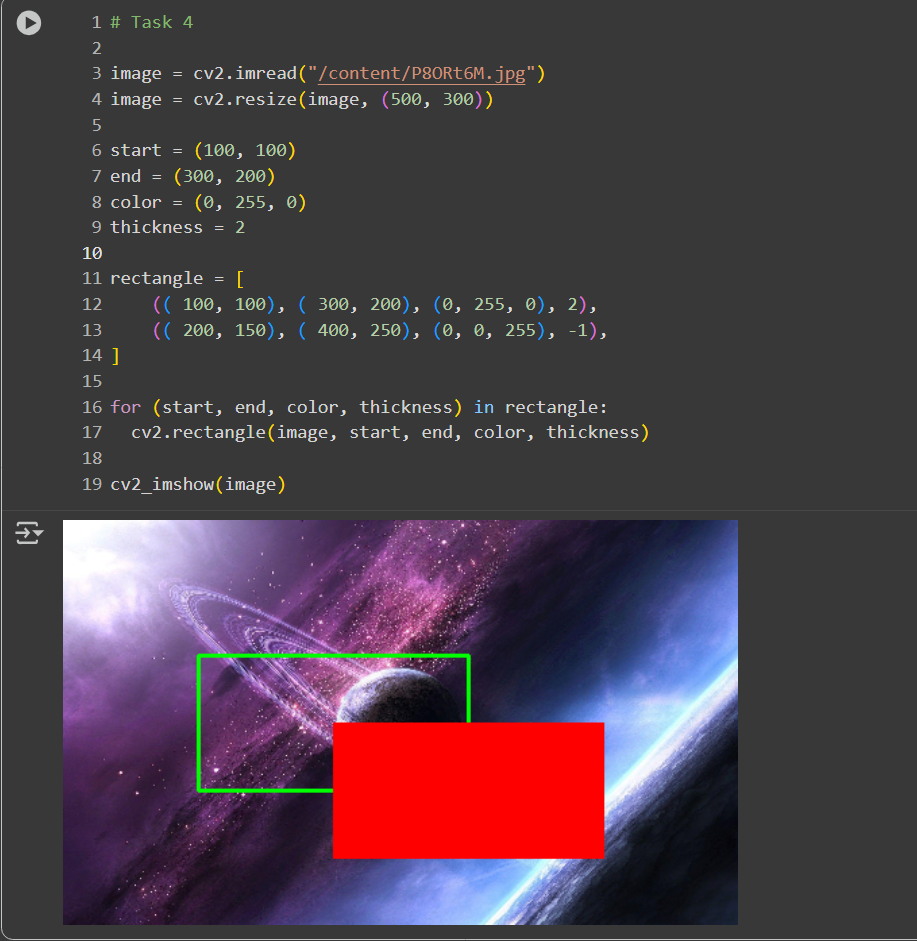 1 # Task 4
2
3 image = cv2.imread("/content/P8ORt6M.jpg")
4 image = cv2.resize(image, (500, 300))
5
6 start = (100, 100)
7 end = (300, 200)
8 color = (0, 255, 0)
9 thickness = 2
10
11 rectangle = [
12     (( 100, 100), ( 300, 200), (0, 255, 0), 2),
13     (( 200, 150), ( 400, 250), (0, 0, 255), -1),
14 ]
15
16 for (start, end, color, thickness) in rectangle:
17   cv2.rectangle(image, start, end, color, thickness)
18
19 cv2_imshow(image)